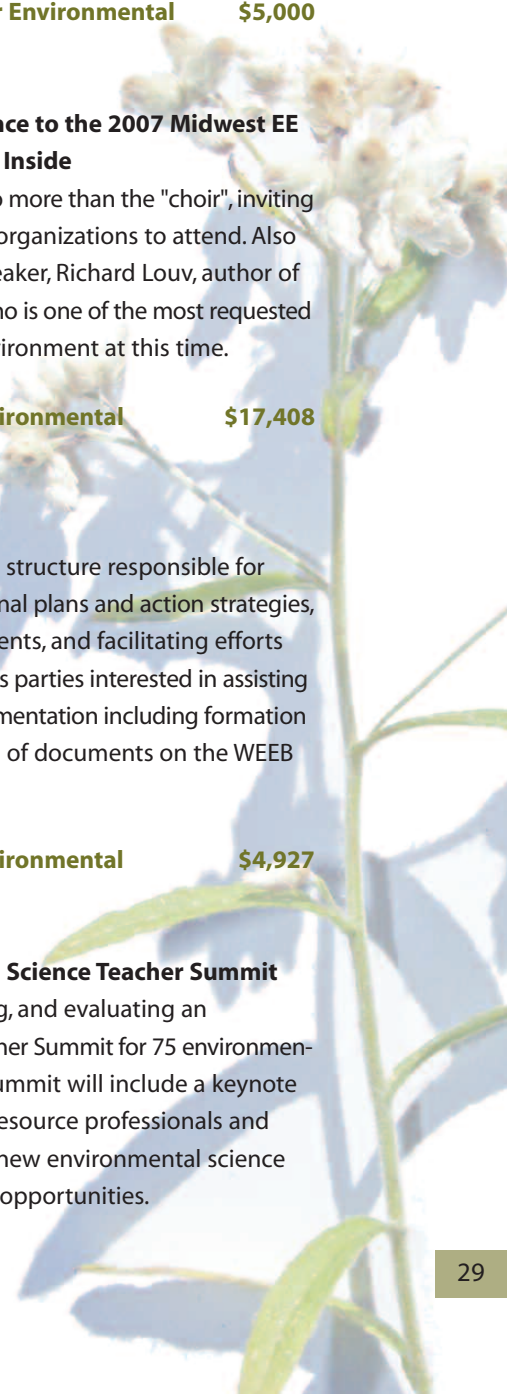 r Environmental $5,000
nce to the 2007 Midwest EE
Inside
o more than the "choir", inviting
organizations to attend. Also
eaker, Richard Louv, author of
ho is one of the most requested
vironment at this time.
vironmental $17,408
structure responsible for
nal plans and action strategies,
ents, and facilitating efforts
s parties interested in assisting
mentation including formation
of documents on the WEEB
vironmental $4,927
Science Teacher Summit
g, and evaluating an
her Summit for 75 environmen-
ummit will include a keynote
esource professionals and
new environmental science
opportunities.
29